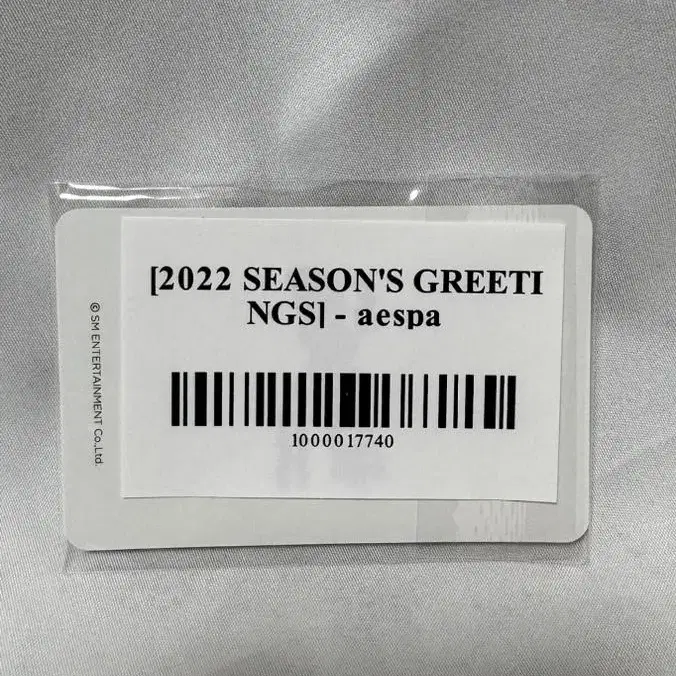 [2022 SEASON'S GREETI
NGS] - aespa
1000017740
© SM ENTERTAINMENT Co.,Ltd.